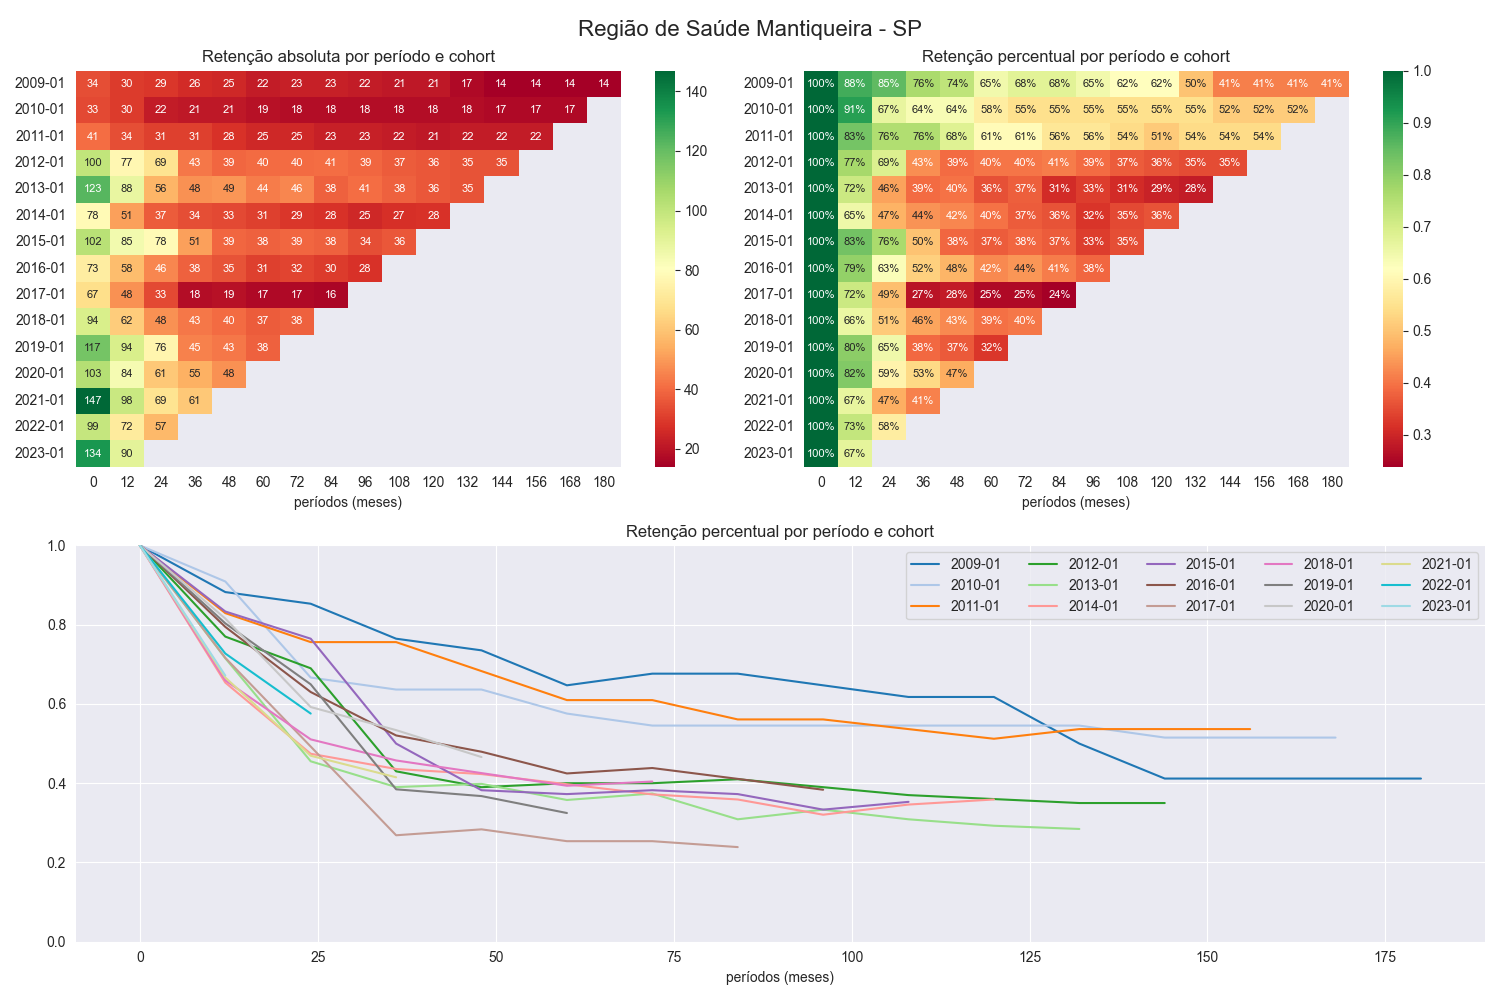 Região de Saúde Mantiqueira - SP
Retenção absoluta por período e cohort
2009-01 34 30 29 26 25 22 23 23 22 21 21 17 14 14 14 14
2010-01 33 30 22 21 21 19 18 18 18 18 18 18 17 17 17
2011-01 41 34 31 31 28 25 25 23 23 22 21 22 22 22
2012-01 100 77 69 43 39 40 40 41 39 37 36 35 35
2013-01 123 88 56 48 49 44 46 38 41 38 36 35
2014-01 78 51 37 34 33 31 29 28 25 27 28
2015-01 102 85 78 51 39 38 39 38 34 36
2016-01 73 58 46 38 35 31 32 30 28
2017-01 67 48 33 18 19 17 17 16
2018-01 94 62 48 43 40 37 38
2019-01 117 94 76 45 43 38
2020-01 103 84 61 55 48
2021-01 147 98 69 61
2022-01 99 72 57
2023-01 134 90
0 12 24 36 48 60 72 84 96 108 120 132 144 156 168 180
períodos (meses)
140
120
100
80
60
40
20
Retenção percentual por período e cohort
2009-01 100% 88% 85% 76% 74% 65% 68% 68% 65% 62% 62% 50% 41% 41% 41% 41%
2010-01 100% 91% 67% 64% 64% 58% 55% 55% 55% 55% 55% 55% 52% 52% 52%
2011-01 100% 83% 76% 76% 68% 61% 61% 56% 56% 54% 51% 54% 54% 54%
2012-01 100% 77% 69% 43% 39% 40% 40% 41% 39% 37% 36% 35% 35%
2013-01 100% 72% 46% 39% 40% 36% 37% 31% 33% 31% 29% 28%
2014-01 100% 65% 47% 44% 42% 40% 37% 36% 32% 35% 36%
2015-01 100% 83% 76% 50% 38% 37% 38% 37% 33% 35%
2016-01 100% 79% 63% 52% 48% 42% 44% 41% 38%
2017-01 100% 72% 49% 27% 28% 25% 25% 24%
2018-01 100% 66% 51% 46% 43% 39% 40%
2019-01 100% 80% 65% 38% 37% 32%
2020-01 100% 82% 59% 53% 47%
2021-01 100% 67% 47% 41%
2022-01 100% 73% 58%
2023-01 100% 67%
0 12 24 36 48 60 72 84 96 108 120 132 144 156 168 180
períodos (meses)
1.0
0.9
0.8
0.7
0.6
0.5
0.4
0.3
Retenção percentual por período e cohort
1.0
0.8
0.6
0.4
0.2
0.0
2009-01 2012-01 2015-01 2018-01 2021-01
2010-01 2013-01 2016-01 2019-01 2022-01
2011-01 2014-01 2017-01 2020-01 2023-01
0 25 50 75 100 125 150 175
períodos (meses)